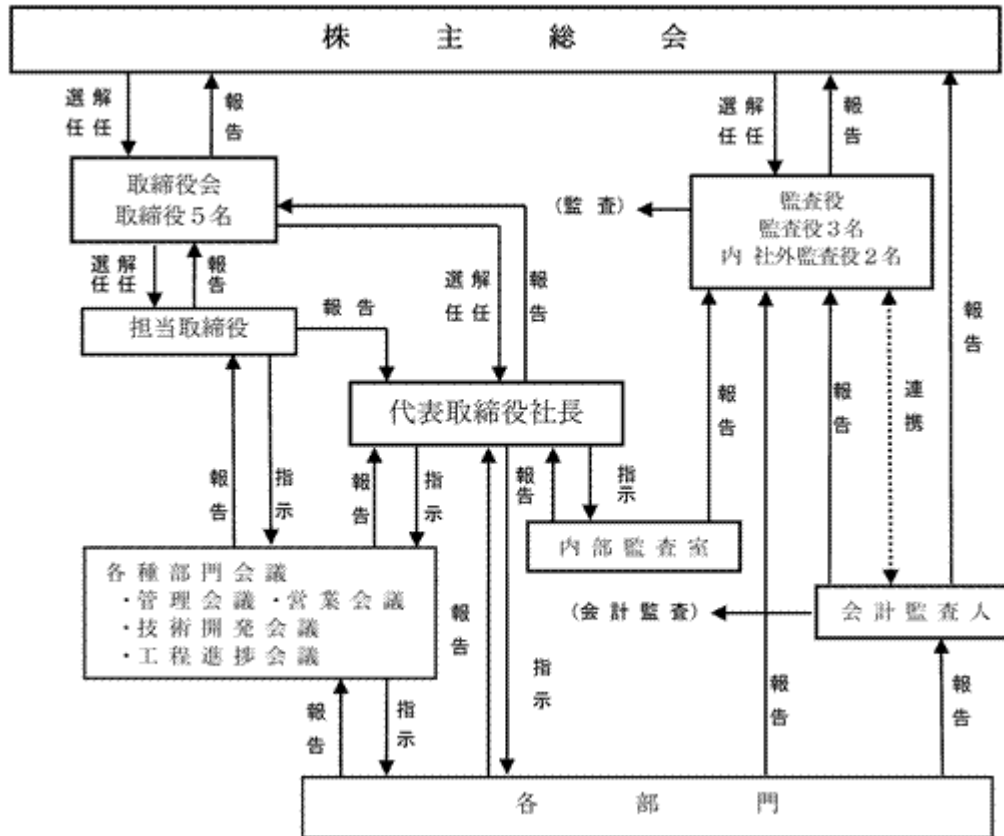 株主総会
選任 解任
報告
選任 解任
報告
報告
取締役会
取締役5名
(監査)
監査役
監査役3名
内 社外監査役2名
選任 解任
報告
報告
選任 解任
報告
担当取締役
代表取締役社長
報告
報告
連携
報告
指示
報告
指示
報告
指示
内部監査室
各種部門会議
・管理会議 ・営業会議
・技術開発会議
・工程進捗会議
(会計監査)
会計監査人
報告
指示
報告
指示
報告
報告
各部門